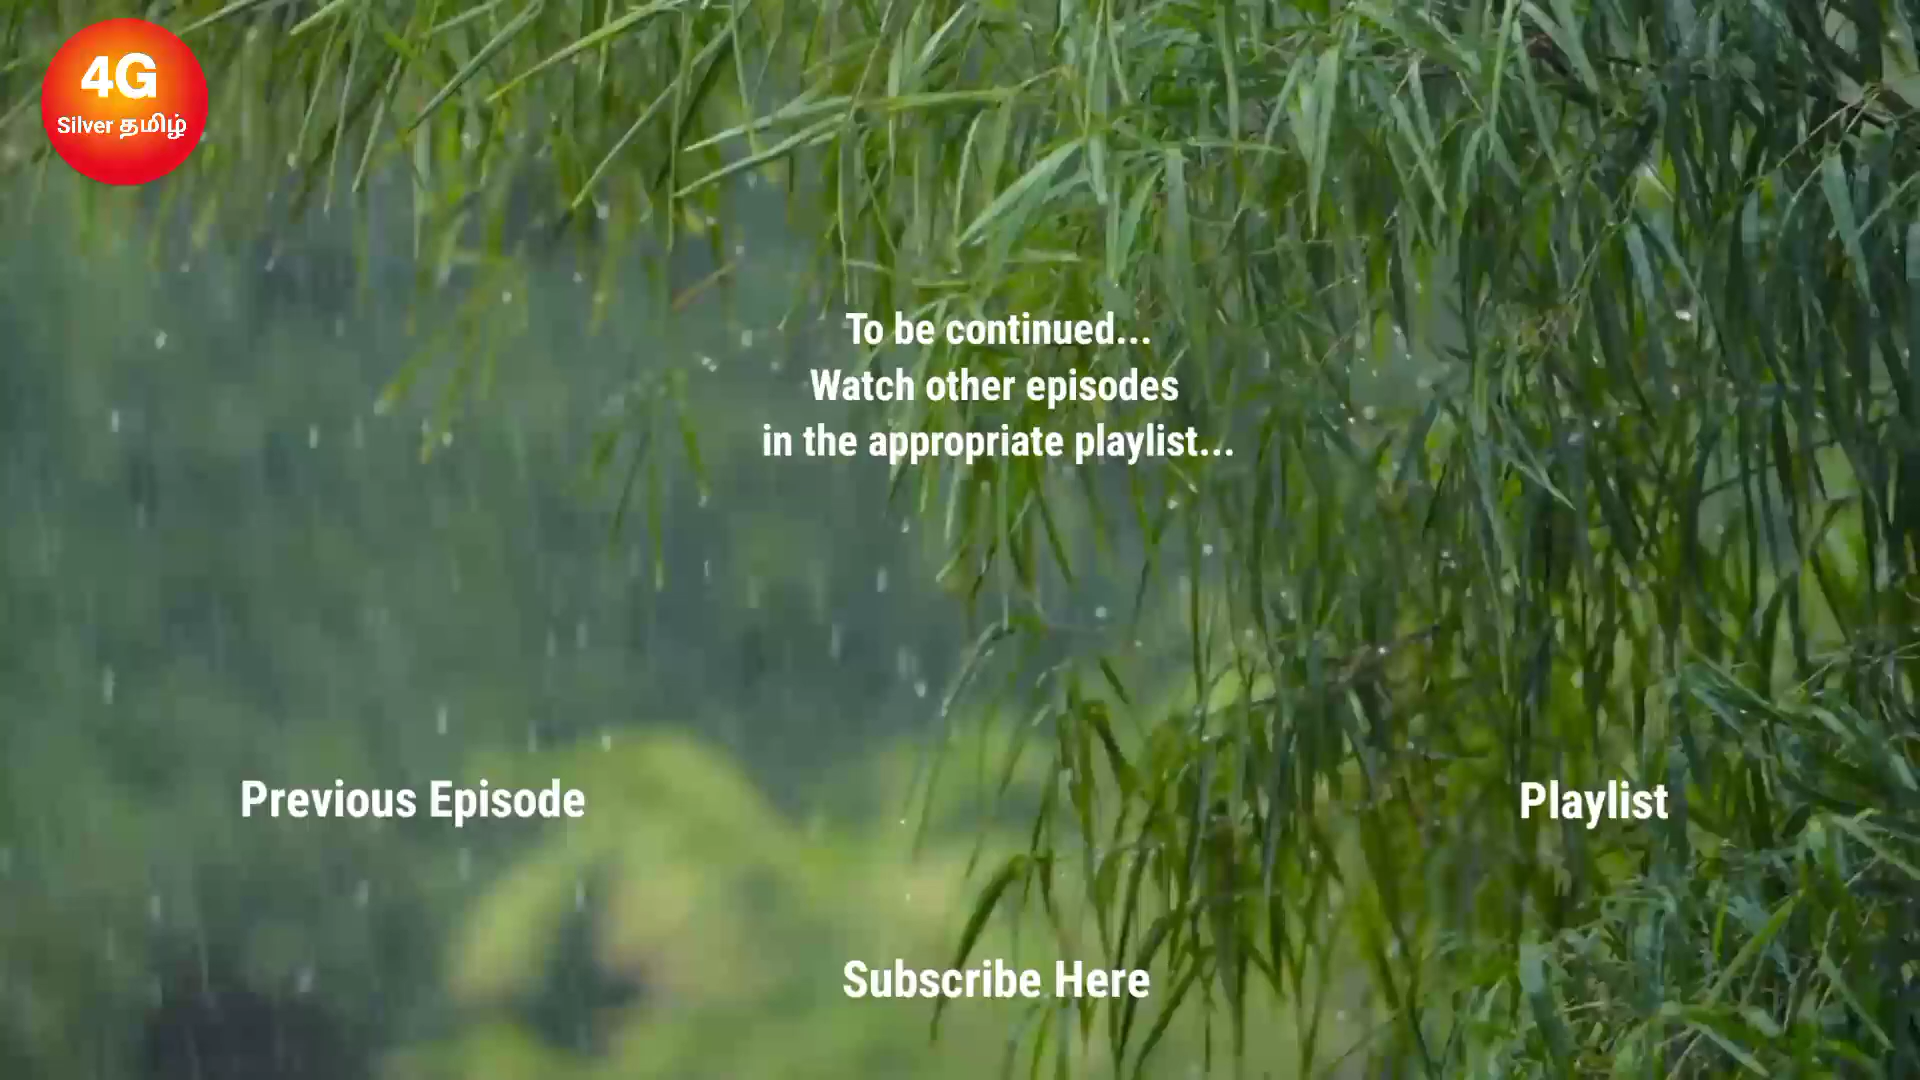 4G
Silver தமிழ்
To be continued...
Watch other episodes
in the appropriate playlist...
Previous Episode
Playlist
Subscribe Here